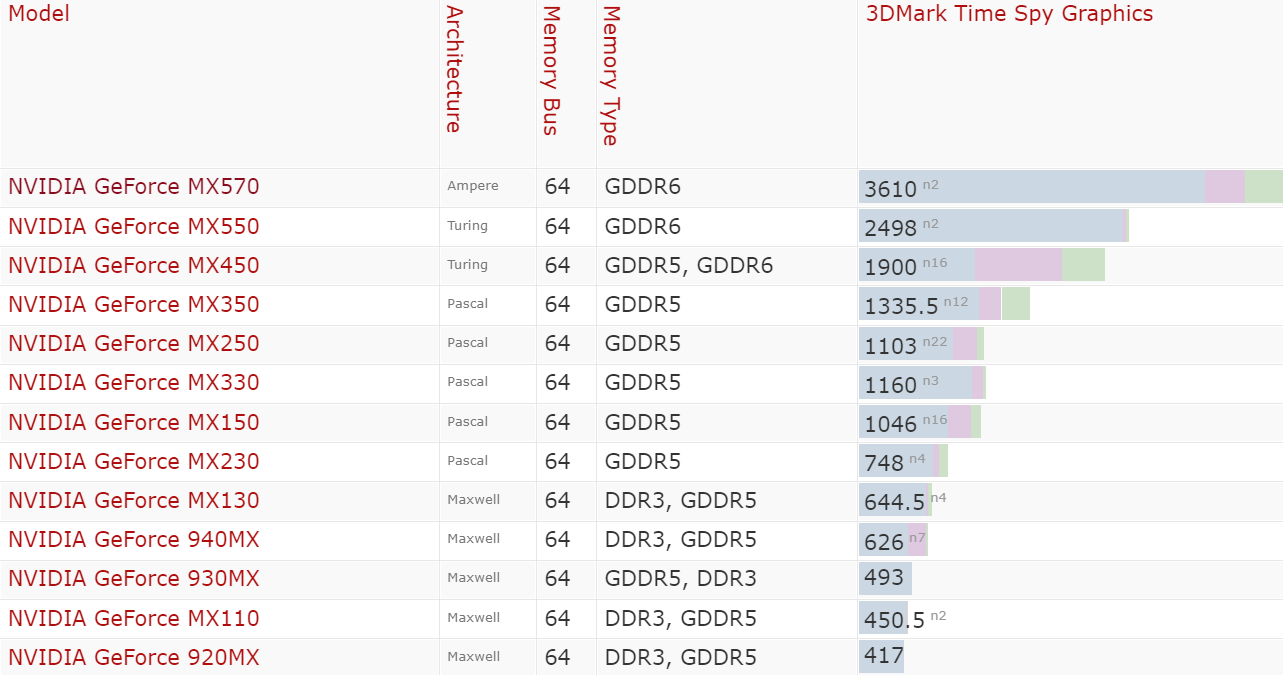 Model Architecture Memory Bus Memory Type 3DMark Time Spy Graphics
NVIDIA GeForce MX570 Ampere 64 GDDR6 3610 n2
NVIDIA GeForce MX550 Turing 64 GDDR6 2498 n2
NVIDIA GeForce MX450 Turing 64 GDDR5, GDDR6 1900 n16
NVIDIA GeForce MX350 Pascal 64 GDDR5 1335.5 n12
NVIDIA GeForce MX250 Pascal 64 GDDR5 1103 n22
NVIDIA GeForce MX330 Pascal 64 GDDR5 1160 n3
NVIDIA GeForce MX150 Pascal 64 GDDR5 1046 n16
NVIDIA GeForce MX230 Pascal 64 GDDR5 748 n4
NVIDIA GeForce MX130 Maxwell 64 DDR3, GDDR5 644.5 n4
NVIDIA GeForce 940MX Maxwell 64 DDR3, GDDR5 626 n7
NVIDIA GeForce 930MX Maxwell 64 GDDR5, DDR3 493
NVIDIA GeForce MX110 Maxwell 64 DDR3, GDDR5 450.5 n2
NVIDIA GeForce 920MX Maxwell 64 DDR3, GDDR5 417